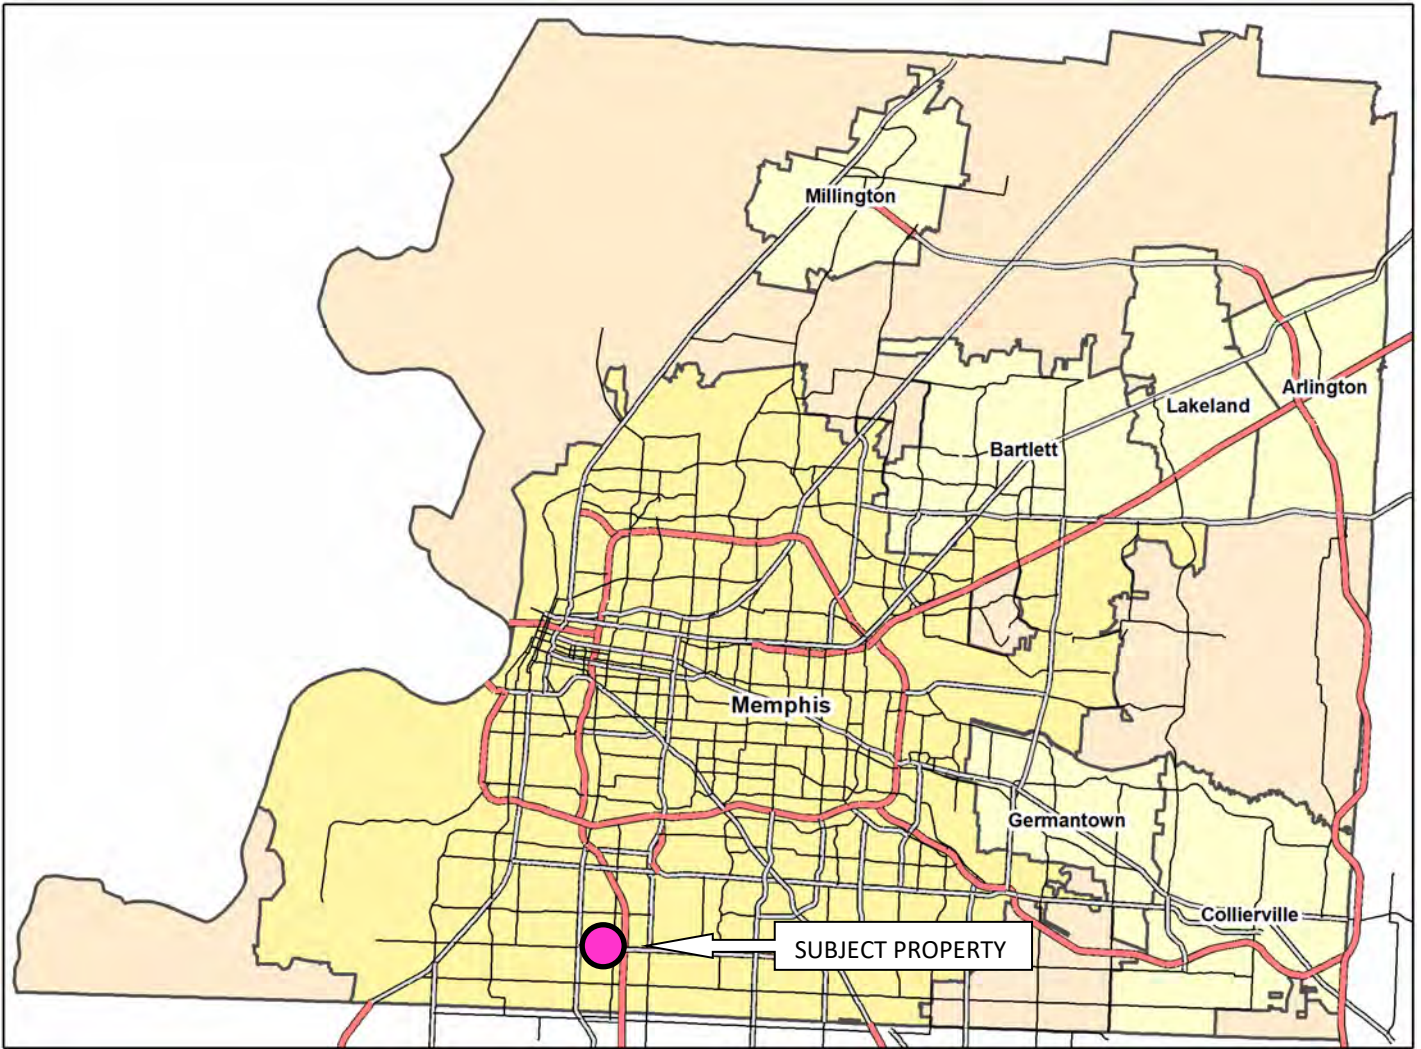 Millington
Arlington
Lakeland
Bartlett
Memphis
Germantown
Collierville
SUBJECT PROPERTY